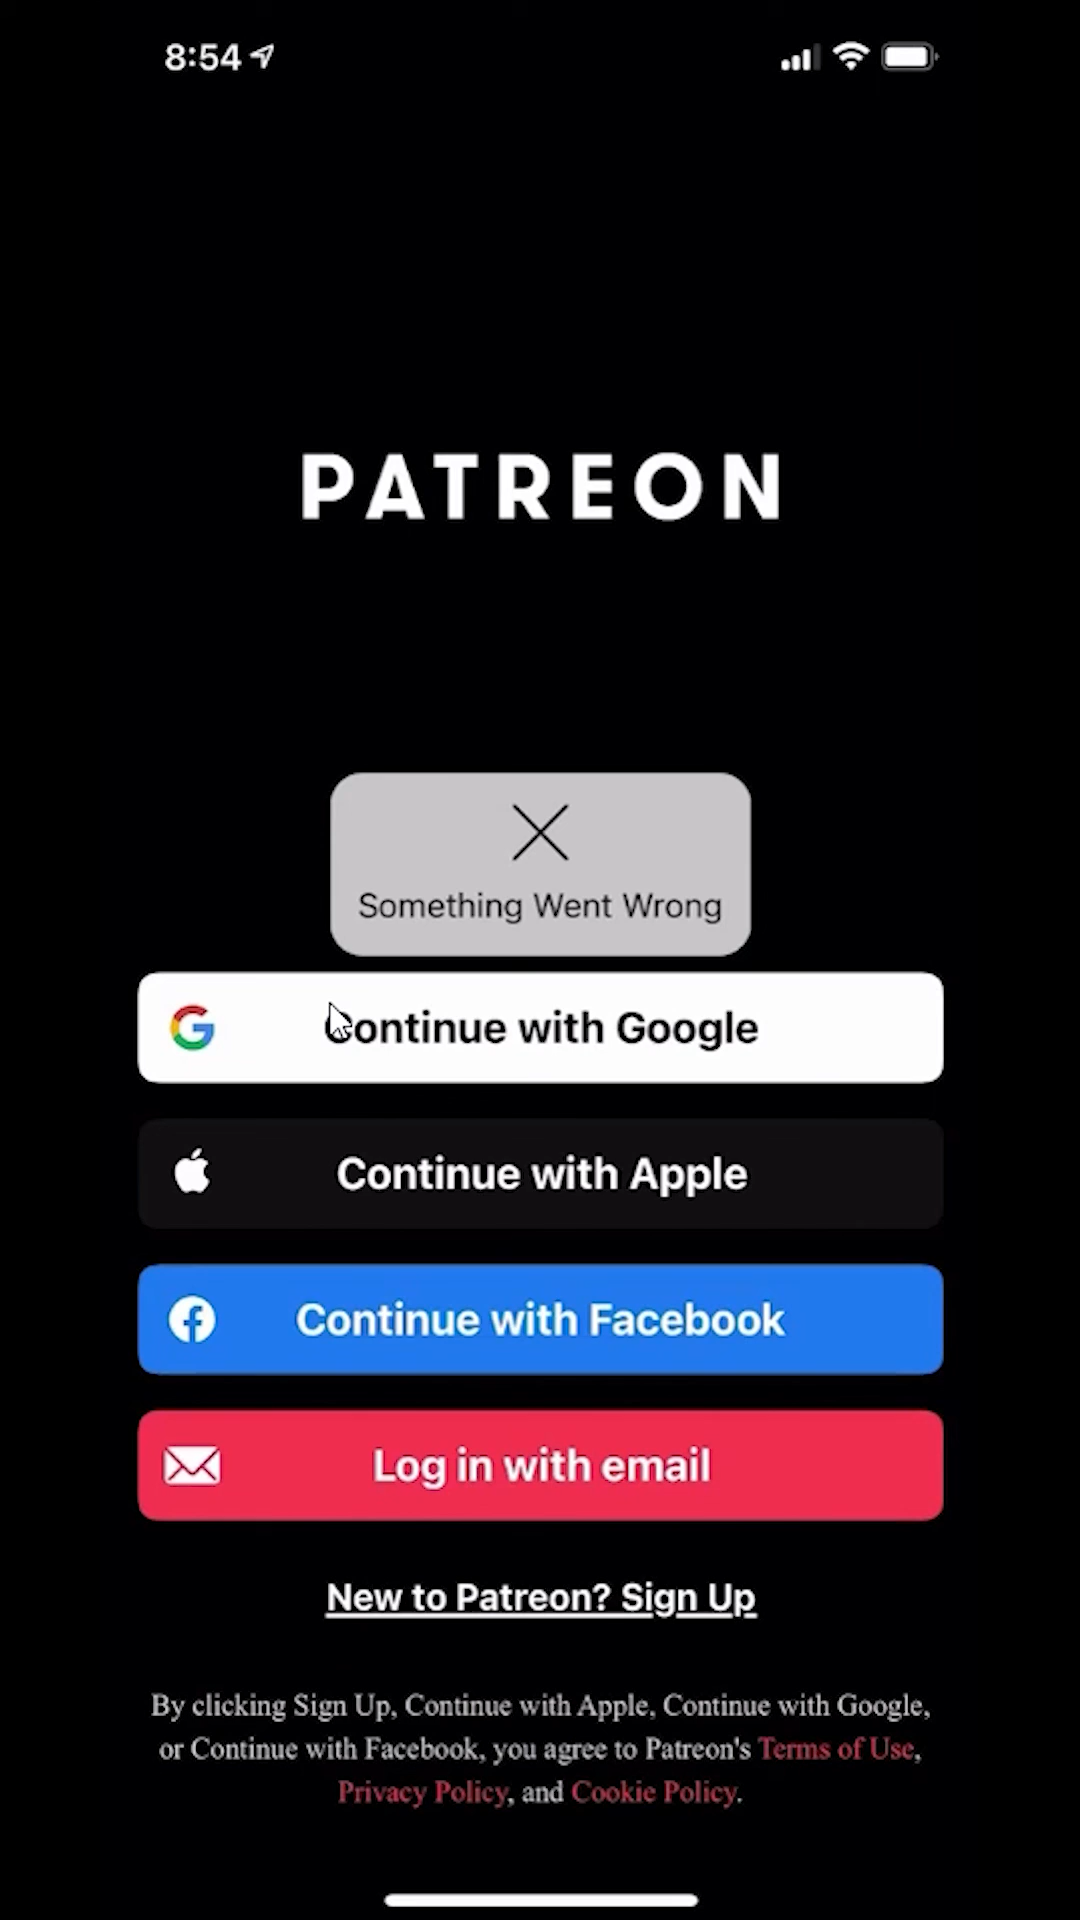 8:54
PATREON
Something Went Wrong
Continue with Google
Continue with Apple
Continue with Facebook
Log in with email
New to Patreon? Sign Up
By clicking Sign Up, Continue with Apple, Continue with Google,
or Continue with Facebook, you agree to Patreon's Terms of Use,
Privacy Policy, and Cookie Policy.